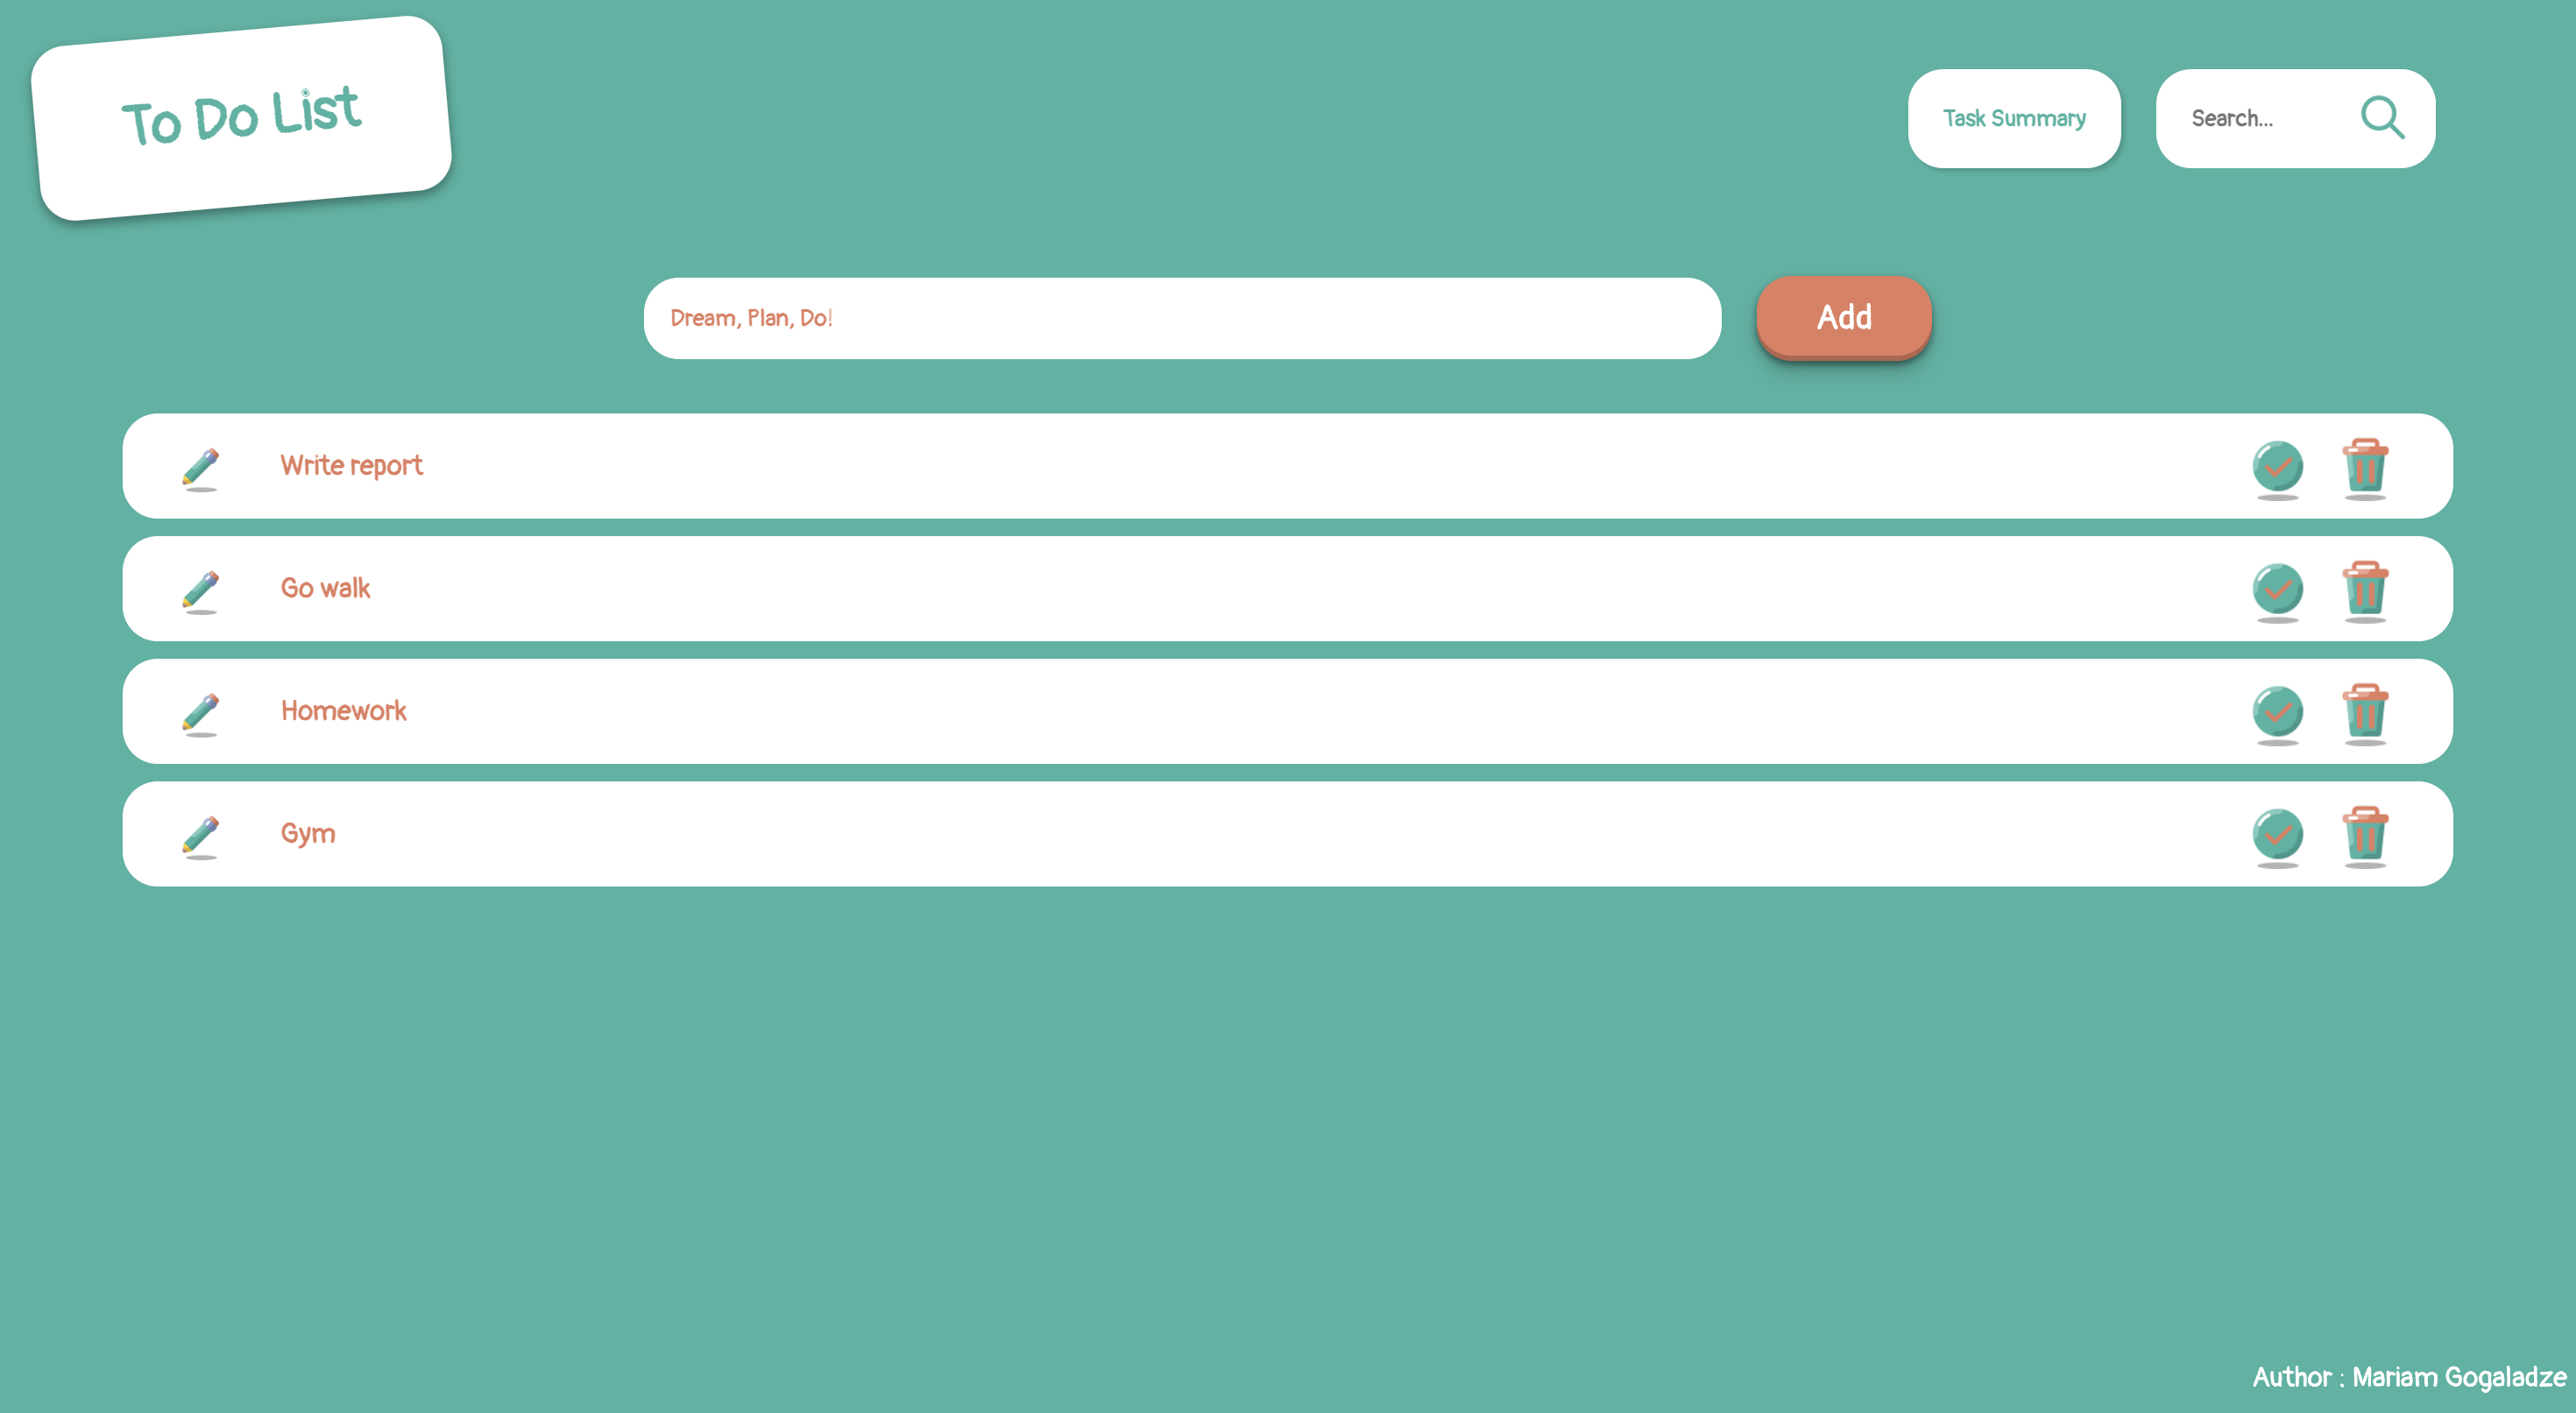 To Do List
Task Summary
Search...
Dream, Plan, Do!
Add
Write report
Go walk
Homework
Gym
Author : Mariam Gogaladze